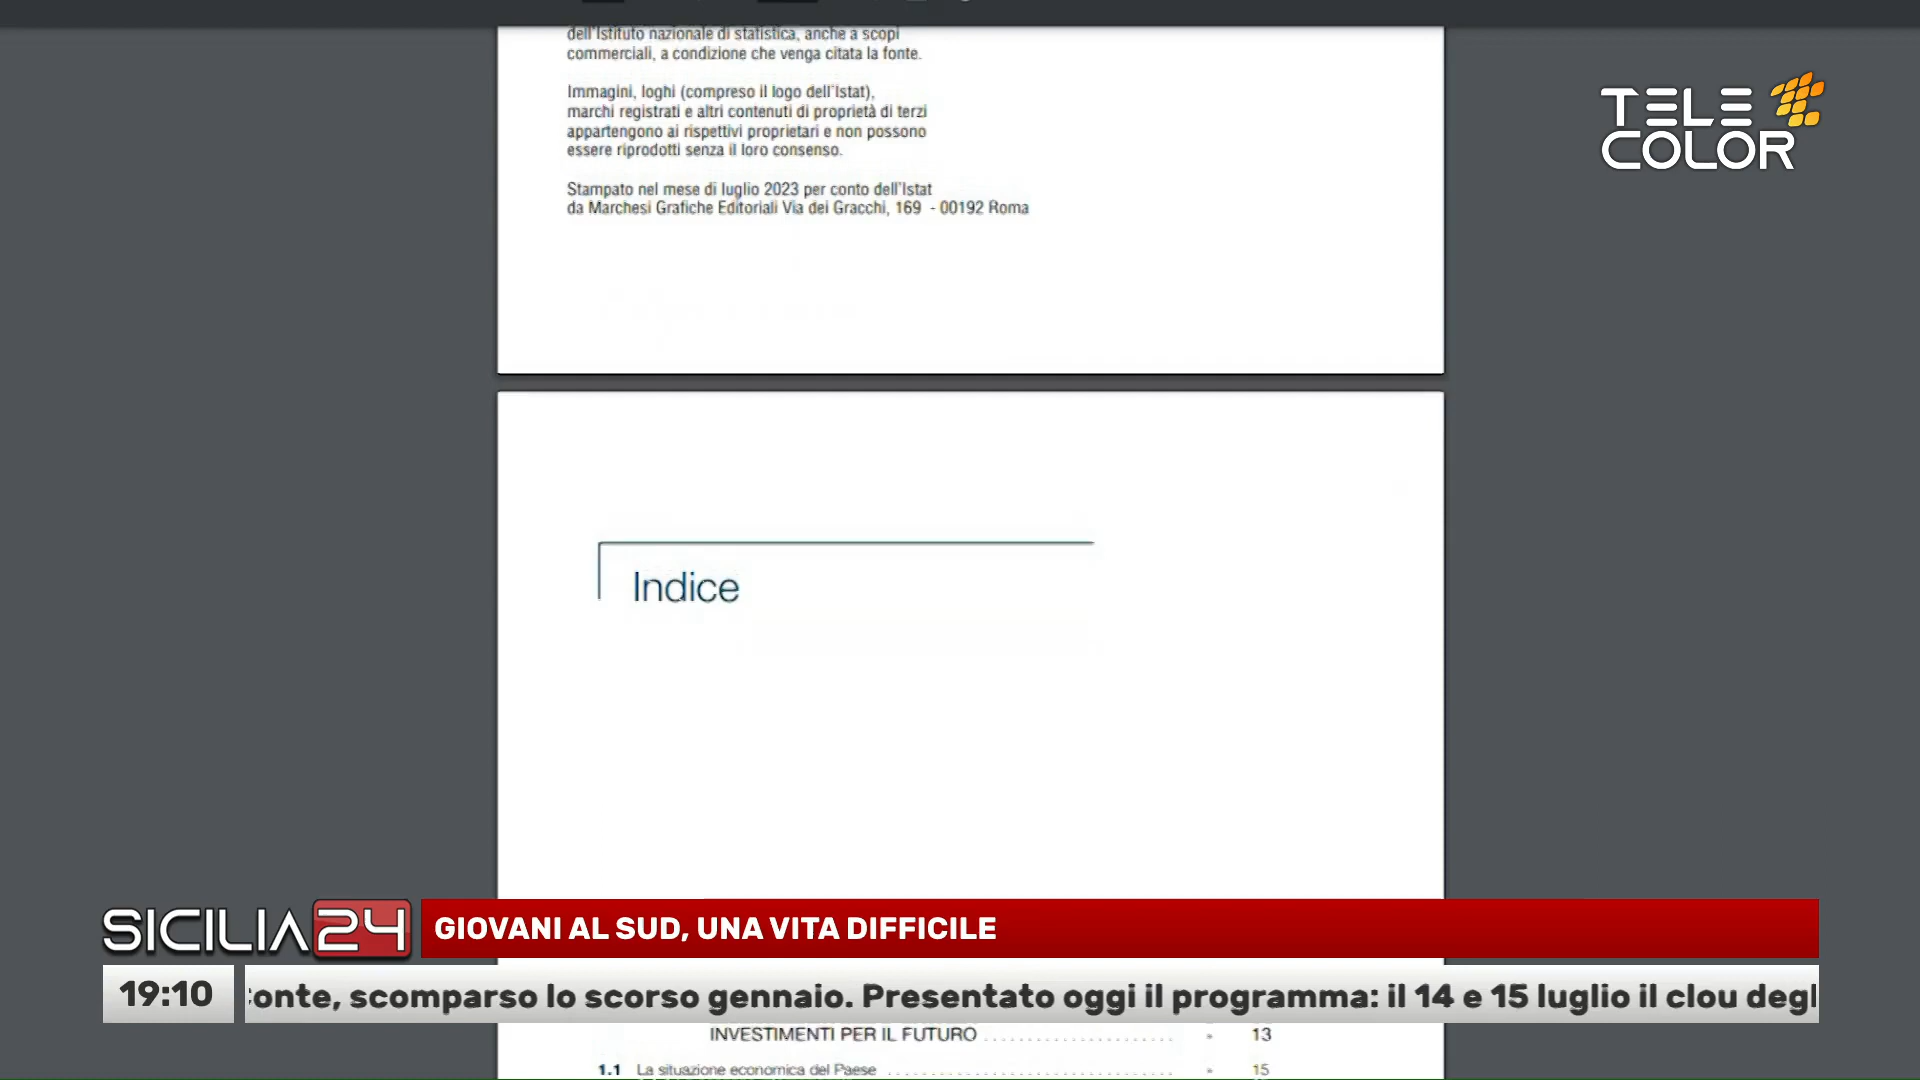 dell'Istituto nazionale di statistica, anche a scopi
commerciali, a condizione che venga citata la fonte.
Immagini, loghi (compreso il logo dell'Istat),
marchi registrati e altri contenuti di proprietà di terzi
appartengono ai rispettivi proprietari e non possono
essere riprodotti senza il loro consenso.
Stampato nel mese di luglio 2023 per conto dell'Istat
da Marchesi Grafiche Editoriali Via dei Gracchi, 169 - 00192 Roma
TELE
COLOR
Indice
SICILIA24 GIOVANI AL SUD, UNA VITA DIFFICILE
19:10 onte, scomparso lo scorso gennaio. Presentato oggi il programma: il 14 e 15 luglio il clou degl
INVESTIMENTI PER IL FUTURO ........................ » 13
1.1 La situazione economica del Paese ................................ » 15